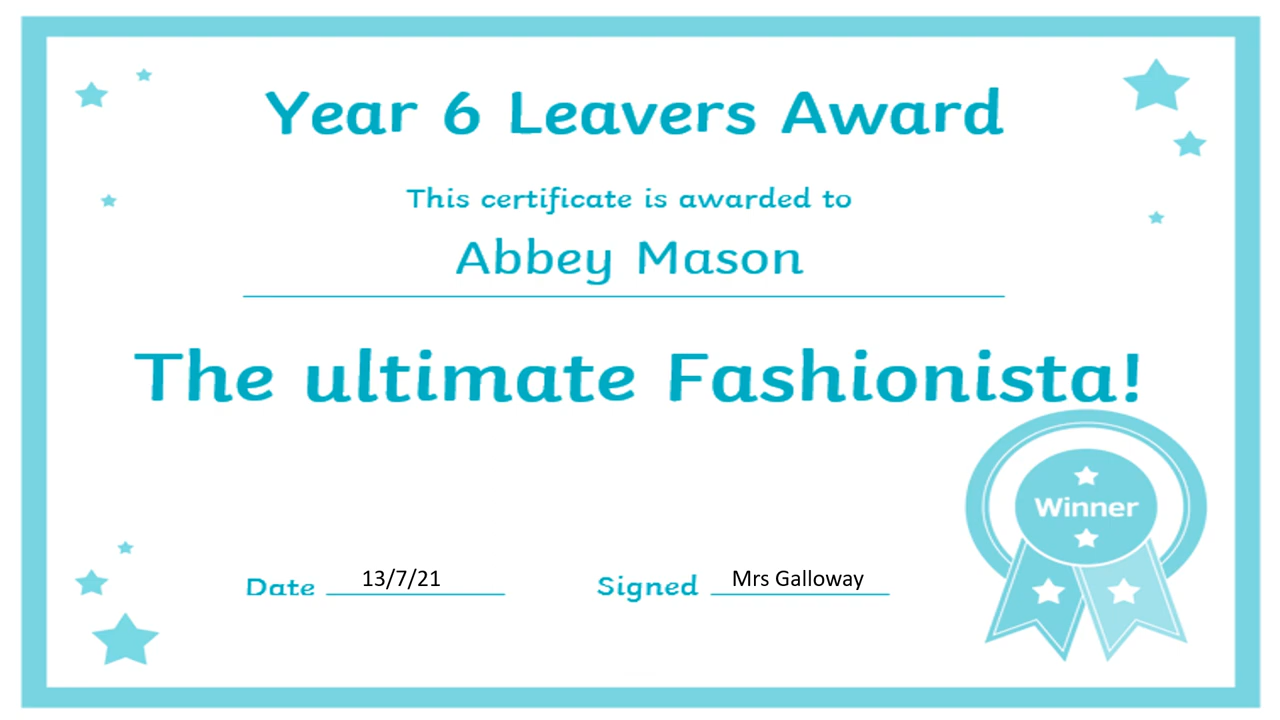 Year 6 Leavers Award
This certificate is awarded to
Abbey Mason
The ultimate Fashionista!
Winner
Date 13/7/21 Signed Mrs Galloway